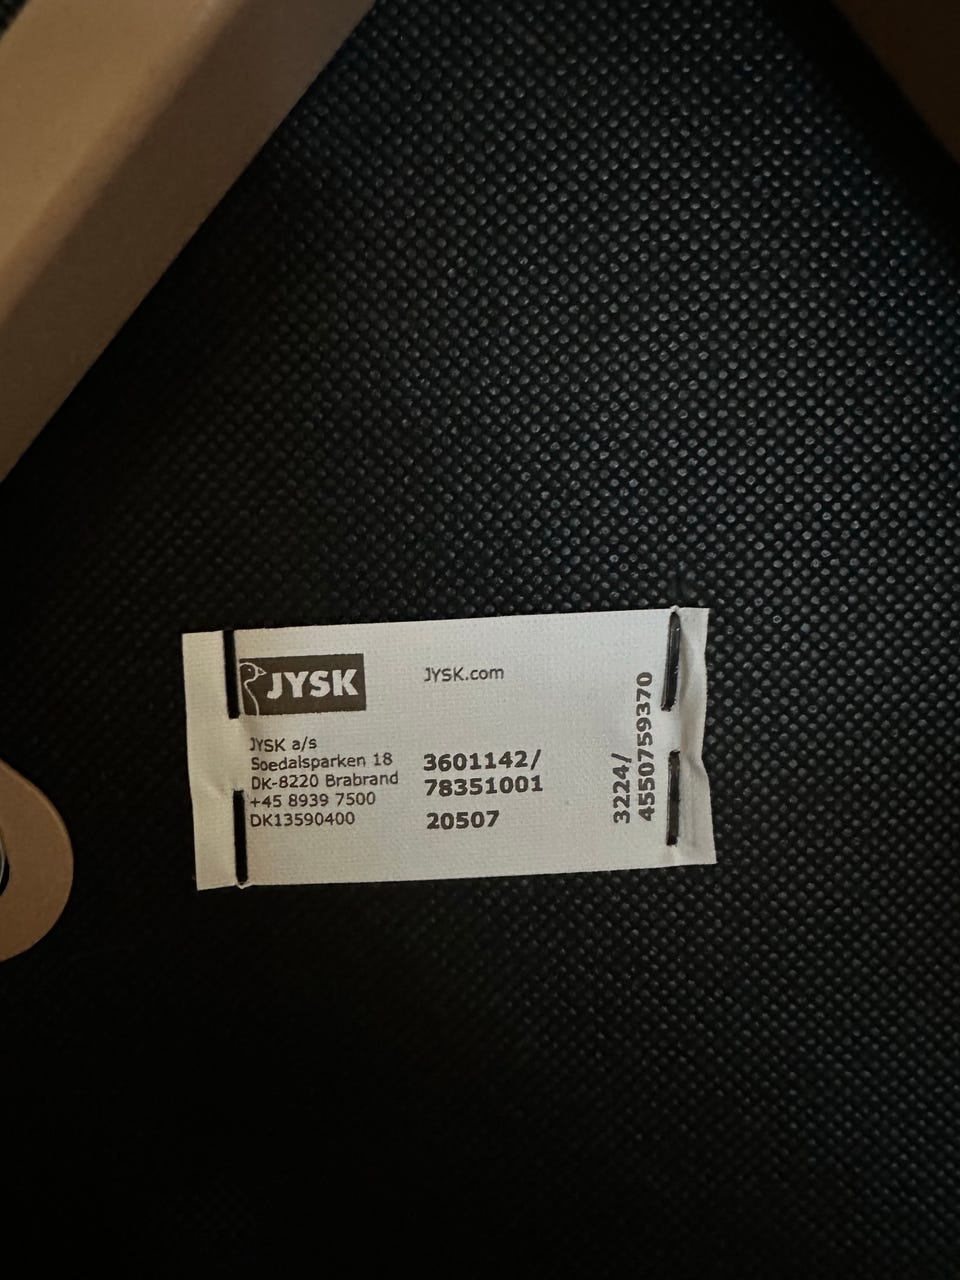 JYSK
JYSK.com
JYSK a/s
Soedalsparken 18
DK-8220 Brabrand
+45 8939 7500
DK13590400
3601142/
78351001
20507
3224/
4550759370